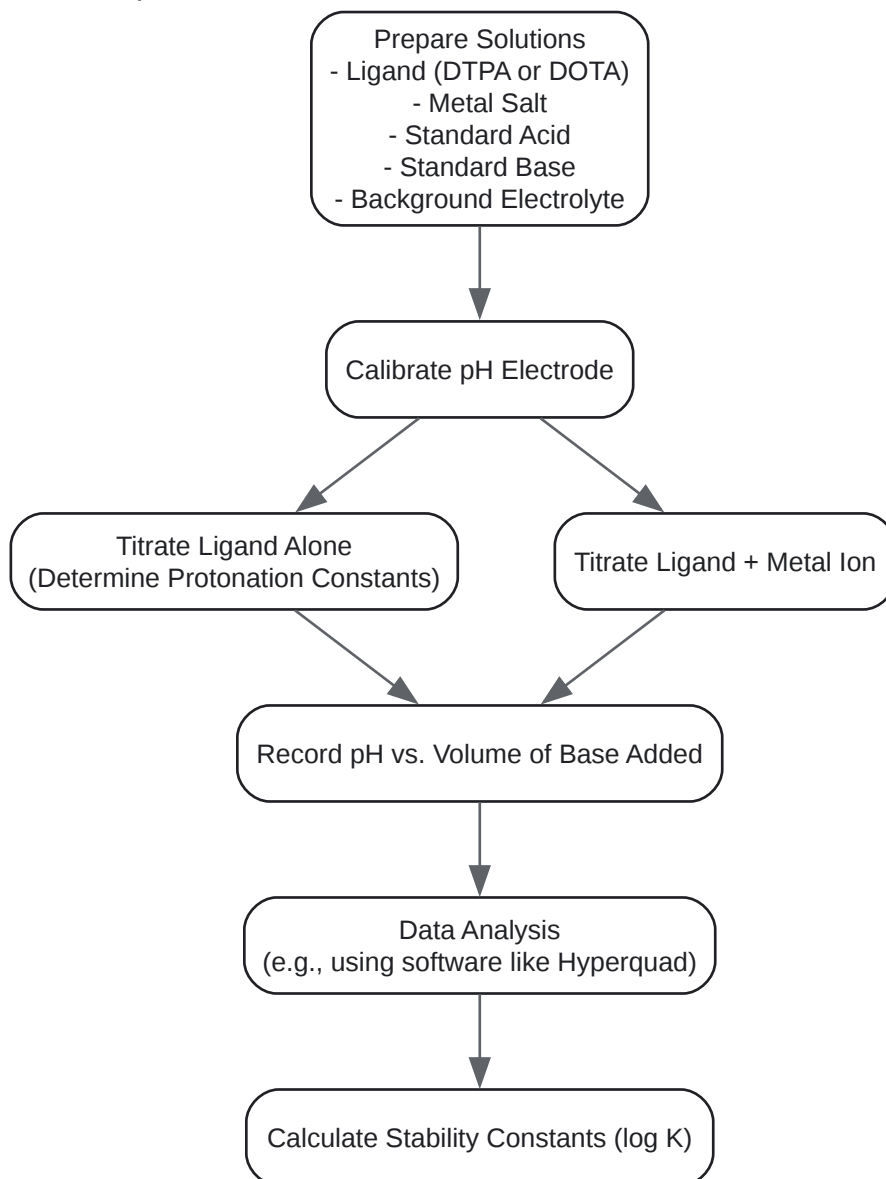 Prepare Solutions
- Ligand (DTPA or DOTA)
- Metal Salt
- Standard Acid
- Standard Base
- Background Electrolyte
Calibrate pH Electrode
Titrate Ligand Alone
(Determine Protonation Constants)
Titrate Ligand + Metal Ion
Record pH vs. Volume of Base Added
Data Analysis
(e.g., using software like Hyperquad)
Calculate Stability Constants (log K)